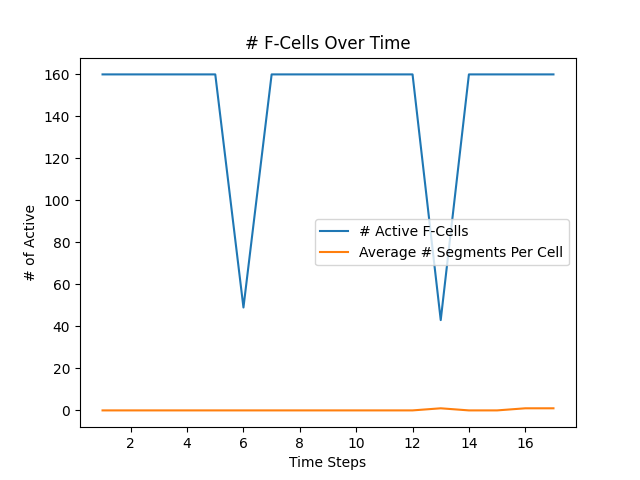 # F-Cells Over Time
# of Active
160
140
120
100
80
60
40
20
0
# Active F-Cells
Average # Segments Per Cell
2 4 6 8 10 12 14 16
Time Steps